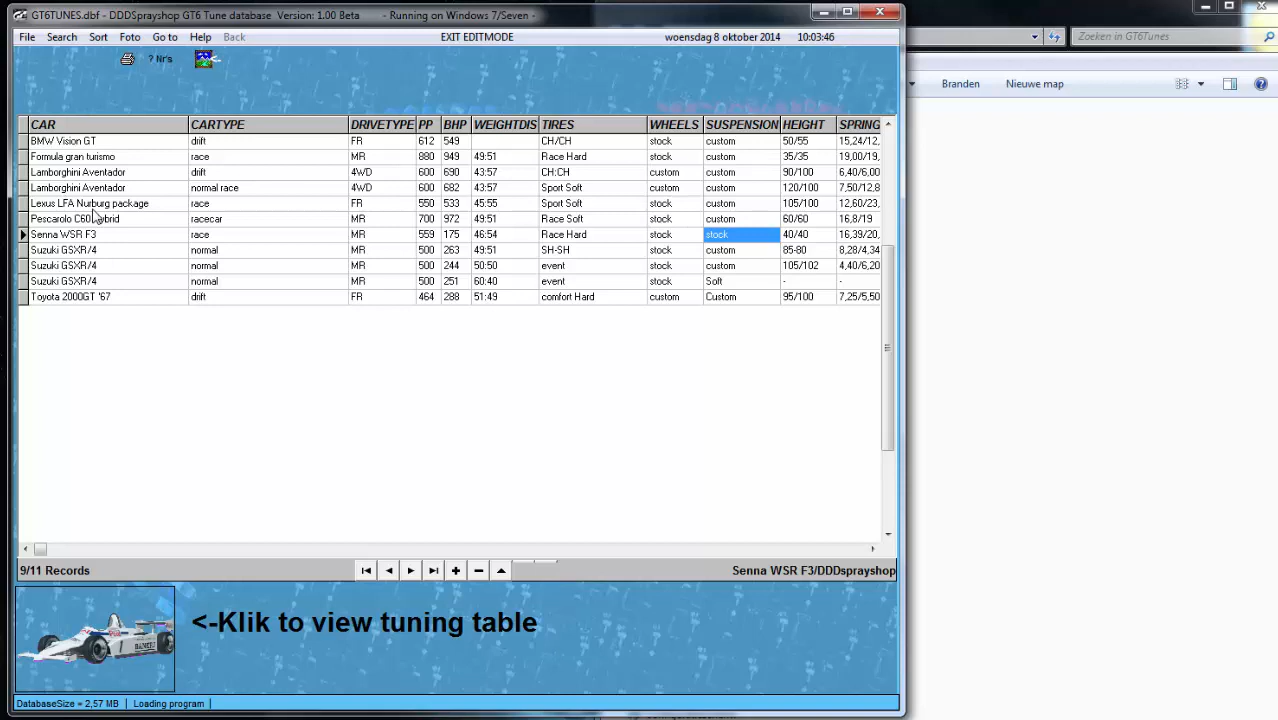 GT6TUNES.dbf - DDDSprayshop GT6 Tune database Version: 1.00 Beta - Running on Windows 7/Seven -
File Search Sort Foto Go to Help Back EXIT EDITMODE woensdag 8 oktober 2014 10:03:46
Zoeken in GT6Tunes
Branden Nieuwe map
? Nr's
CAR CARTYPE DRIVETYPE PP BHP WEIGHTDIS TIRES WHEELS SUSPENSION HEIGHT SPRING
BMW Vision GT drift FR 612 549 CH/CH stock custom 50/55 15,24/12,
Formula gran turismo race MR 880 949 49:51 Race Hard stock custom 35/35 19,00/19,
Lamborghini Aventador drift 4WD 600 690 43:57 CH:CH stock custom 90/100 6,40/6,00
Lamborghini Aventador normal race 4WD 600 682 43:57 Sport Soft stock custom 120/100 7,50/12,8
Lexus LFA Nurburg package race FR 550 533 45:55 Sport Soft stock custom 105/100 12,60/23,
Pescarolo C60 Hybrid racecar MR 700 972 49:51 Race Soft stock custom 60/60 16,8/19
Senna WSR F3 race MR 559 175 46:54 Race Hard stock stock 40/40 16,39/20,
Suzuki GSXR/4 normal MR 500 263 49:51 SH-SH stock custom 85-80 8,28/4,34
Suzuki GSXR/4 normal MR 500 244 50:50 event stock custom 105/102 4,40/6,20
Suzuki GSXR/4 normal MR 500 251 60:40 event stock Soft - -
Toyota 2000GT '67 drift FR 464 288 51:49 comfort Hard custom Custom 95/100 7,25/5,50
9/11 Records Senna WSR F3/DDDsprayshop
<-Klik to view tuning table
DatabaseSize = 2,57 MB Loading program